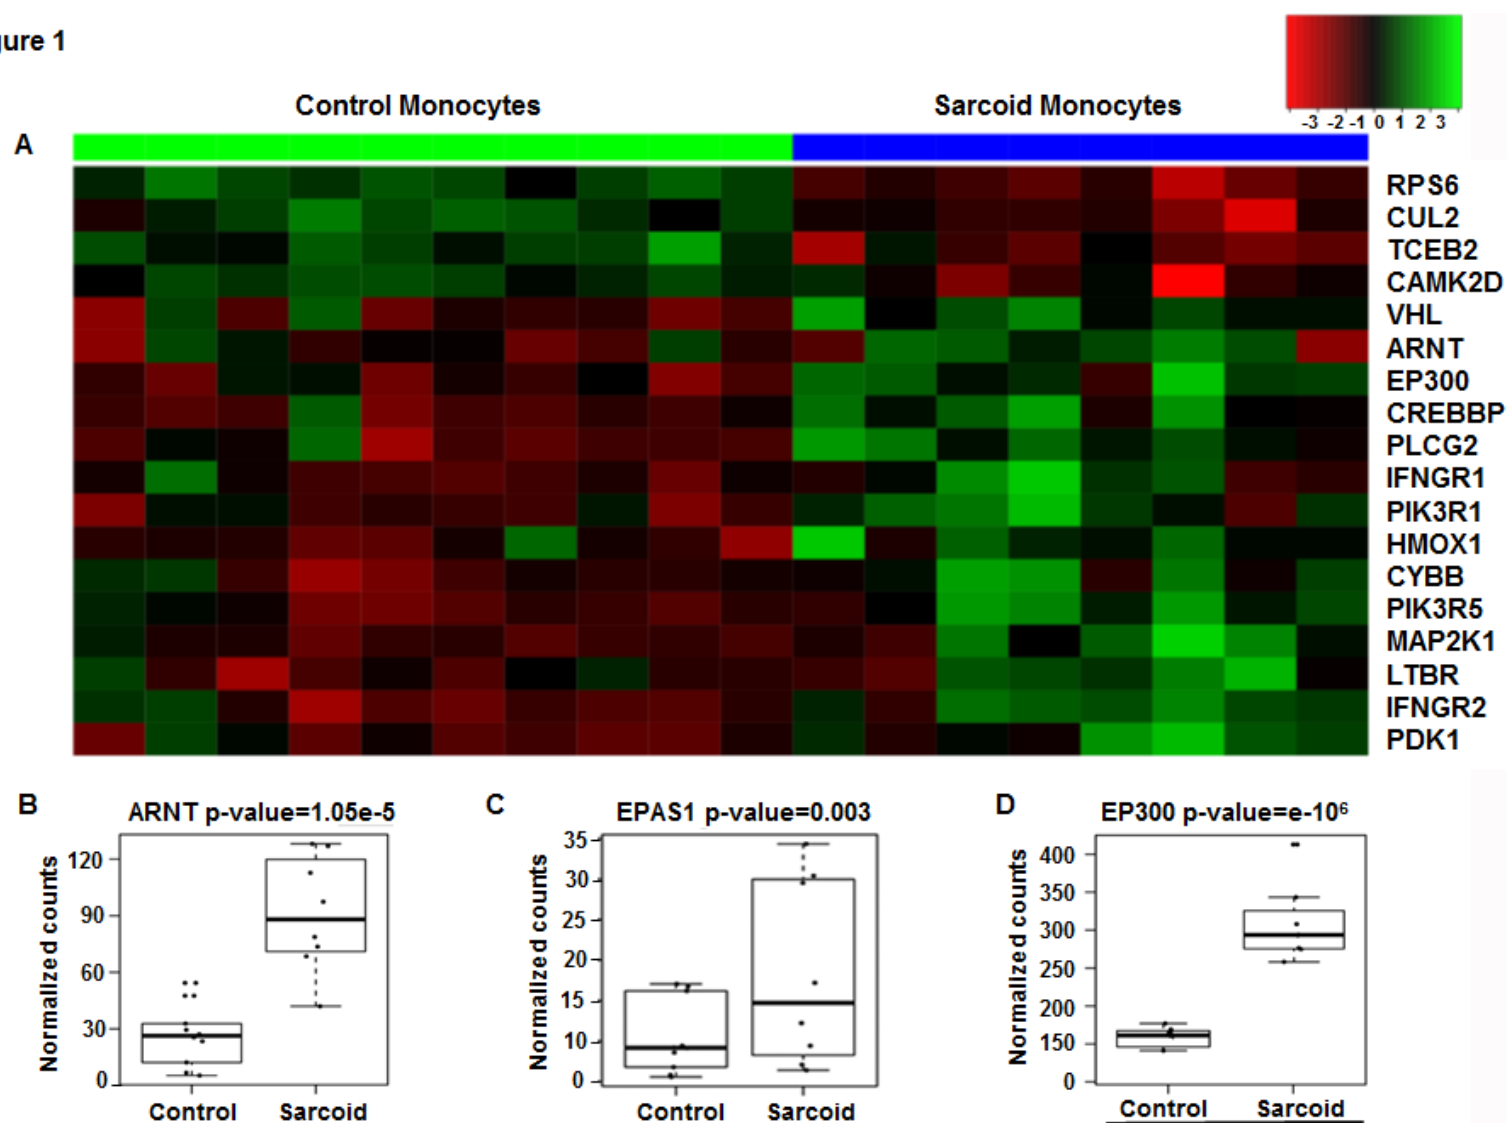 gure 1
Control Monocytes
Sarcoid Monocytes
-3 -2 -1 0 1 2 3
A
RPS6
CUL2
TCEB2
CAMK2D
VHL
ARNT
EP300
CREBBP
PLCG2
IFNGR1
PIK3R1
HMOX1
CYBB
PIK3R5
MAP2K1
LTBR
IFNGR2
PDK1
B
ARNT p-value=1.05e-5
Normalized counts
120
90
60
30
0
Control
Sarcoid
C
EPAS1 p-value=0.003
Normalized counts
35
30
25
20
15
10
0
Control
Sarcoid
D
EP300 p-value=e-10⁶
Normalized counts
400
350
300
250
200
150
0
Control
Sarcoid